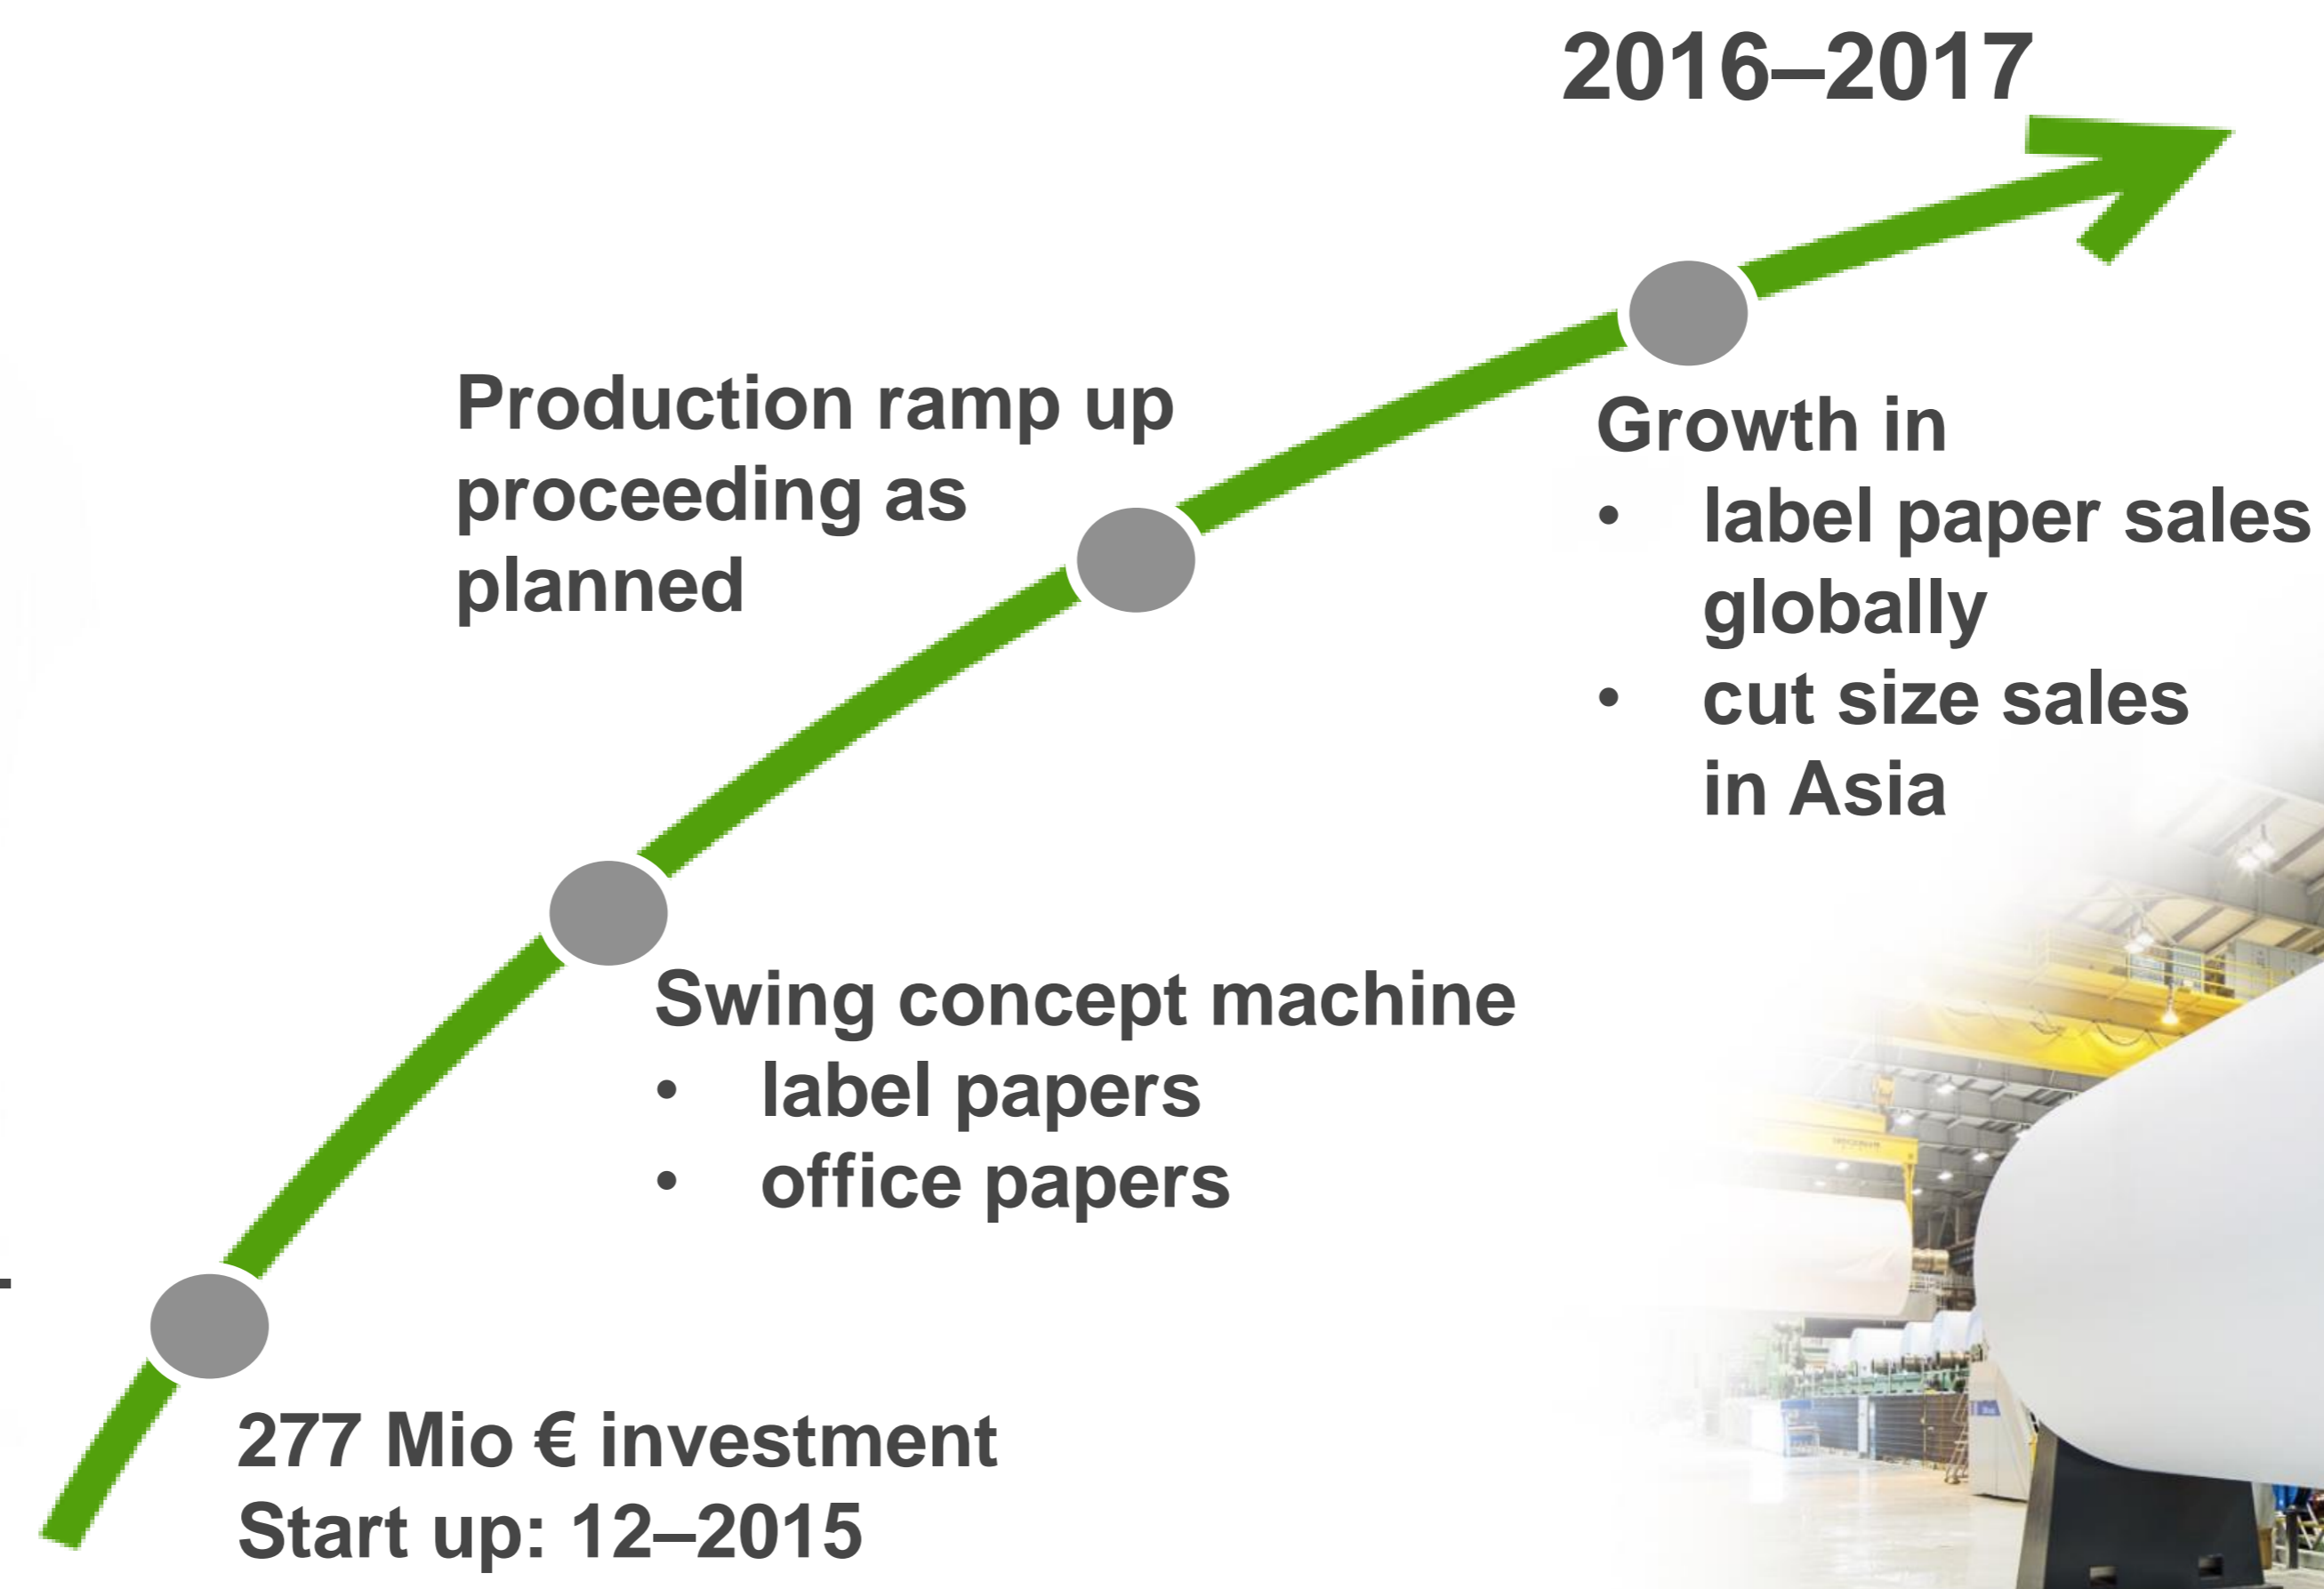 2016–2017
Production ramp up
proceeding as
planned
Growth in
• label paper sales
globally
• cut size sales
in Asia
Swing concept machine
• label papers
• office papers
277 Mio € investment
Start up: 12–2015